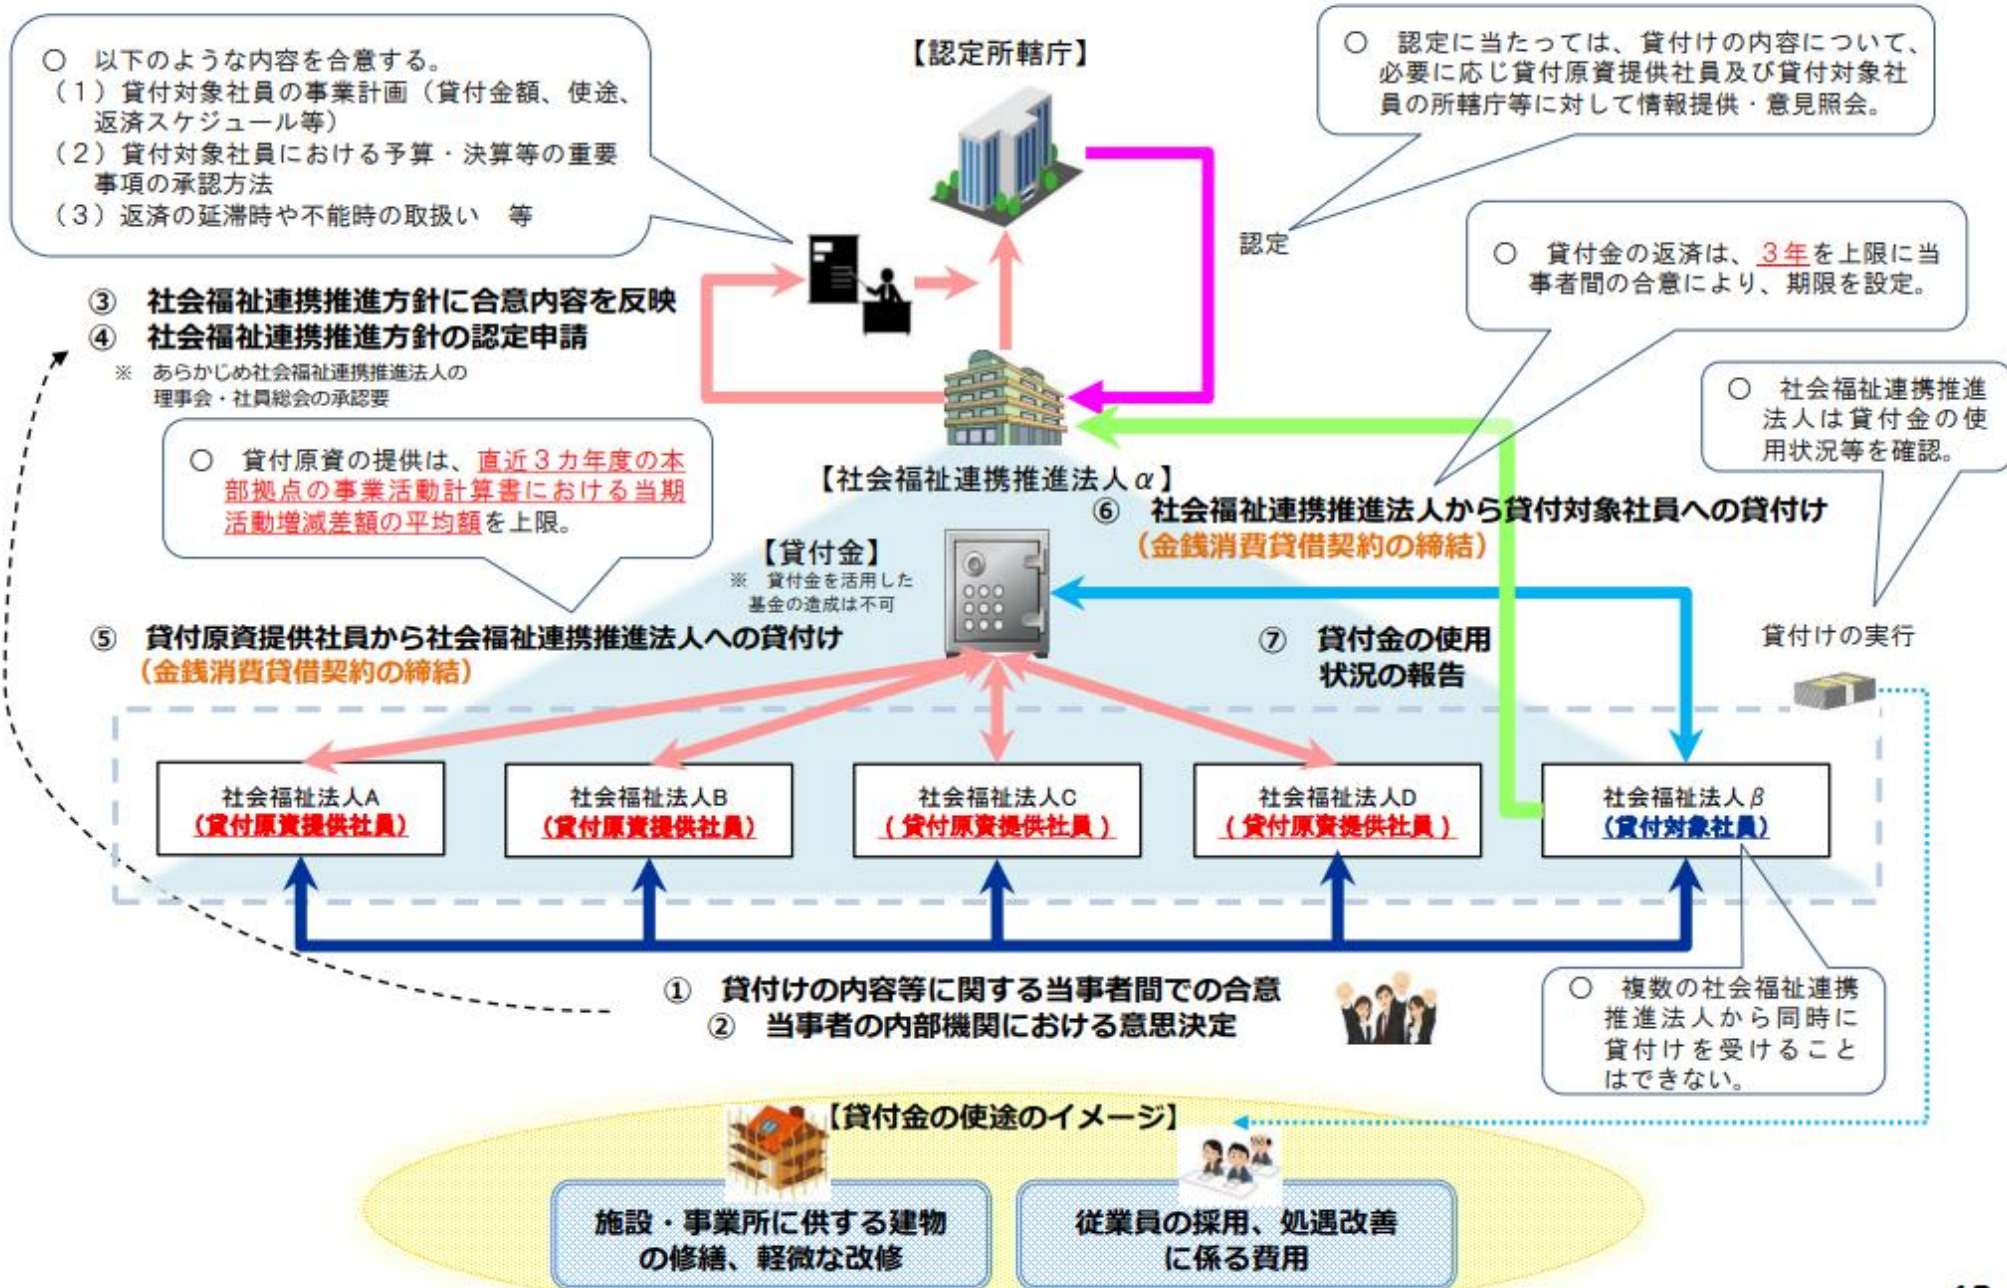 ○　以下のような内容を合意する。
（１）貸付対象社員の事業計画（貸付金額、使途、
返済スケジュール等）
（２）貸付対象社員における予算・決算等の重要
事項の承認方法
（３）返済の延滞時や不能時の取扱い　等
【認定所轄庁】
○　認定に当たっては、貸付けの内容について、
必要に応じ貸付原資提供社員及び貸付対象社
員の所轄庁等に対して情報提供・意見照会。
認定
○　貸付金の返済は、３年を上限に当
事者間の合意により、期限を設定。
③　社会福祉連携推進方針に合意内容を反映
④　社会福祉連携推進方針の認定申請
※　あらかじめ社会福祉連携推進法人の
理事会・社員総会の承認要
○　社会福祉連携推進
法人は貸付金の使
用状況等を確認。
○　貸付原資の提供は、直近３カ年度の本
部拠点の事業活動計算書における当期
活動増減差額の平均額を上限。
【社会福祉連携推進法人α】
⑥　社会福祉連携推進法人から貸付対象社員への貸付け
（金銭消費貸借契約の締結）
【貸付金】
※　貸付金を活用した
基金の造成は不可
⑤　貸付原資提供社員から社会福祉連携推進法人への貸付け
（金銭消費貸借契約の締結）
⑦　貸付金の使用
状況の報告
貸付けの実行
社会福祉法人A
（貸付原資提供社員）
社会福祉法人B
（貸付原資提供社員）
社会福祉法人C
（貸付原資提供社員）
社会福祉法人D
（貸付原資提供社員）
社会福祉法人β
（貸付対象社員）
①　貸付けの内容等に関する当事者間での合意
②　当事者の内部機関における意思決定
○　複数の社会福祉連携
推進法人から同時に
貸付けを受けること
はできない。
【貸付金の使途のイメージ】
施設・事業所に供する建物
の修繕、軽微な改修
従業員の採用、処遇改善
に係る費用